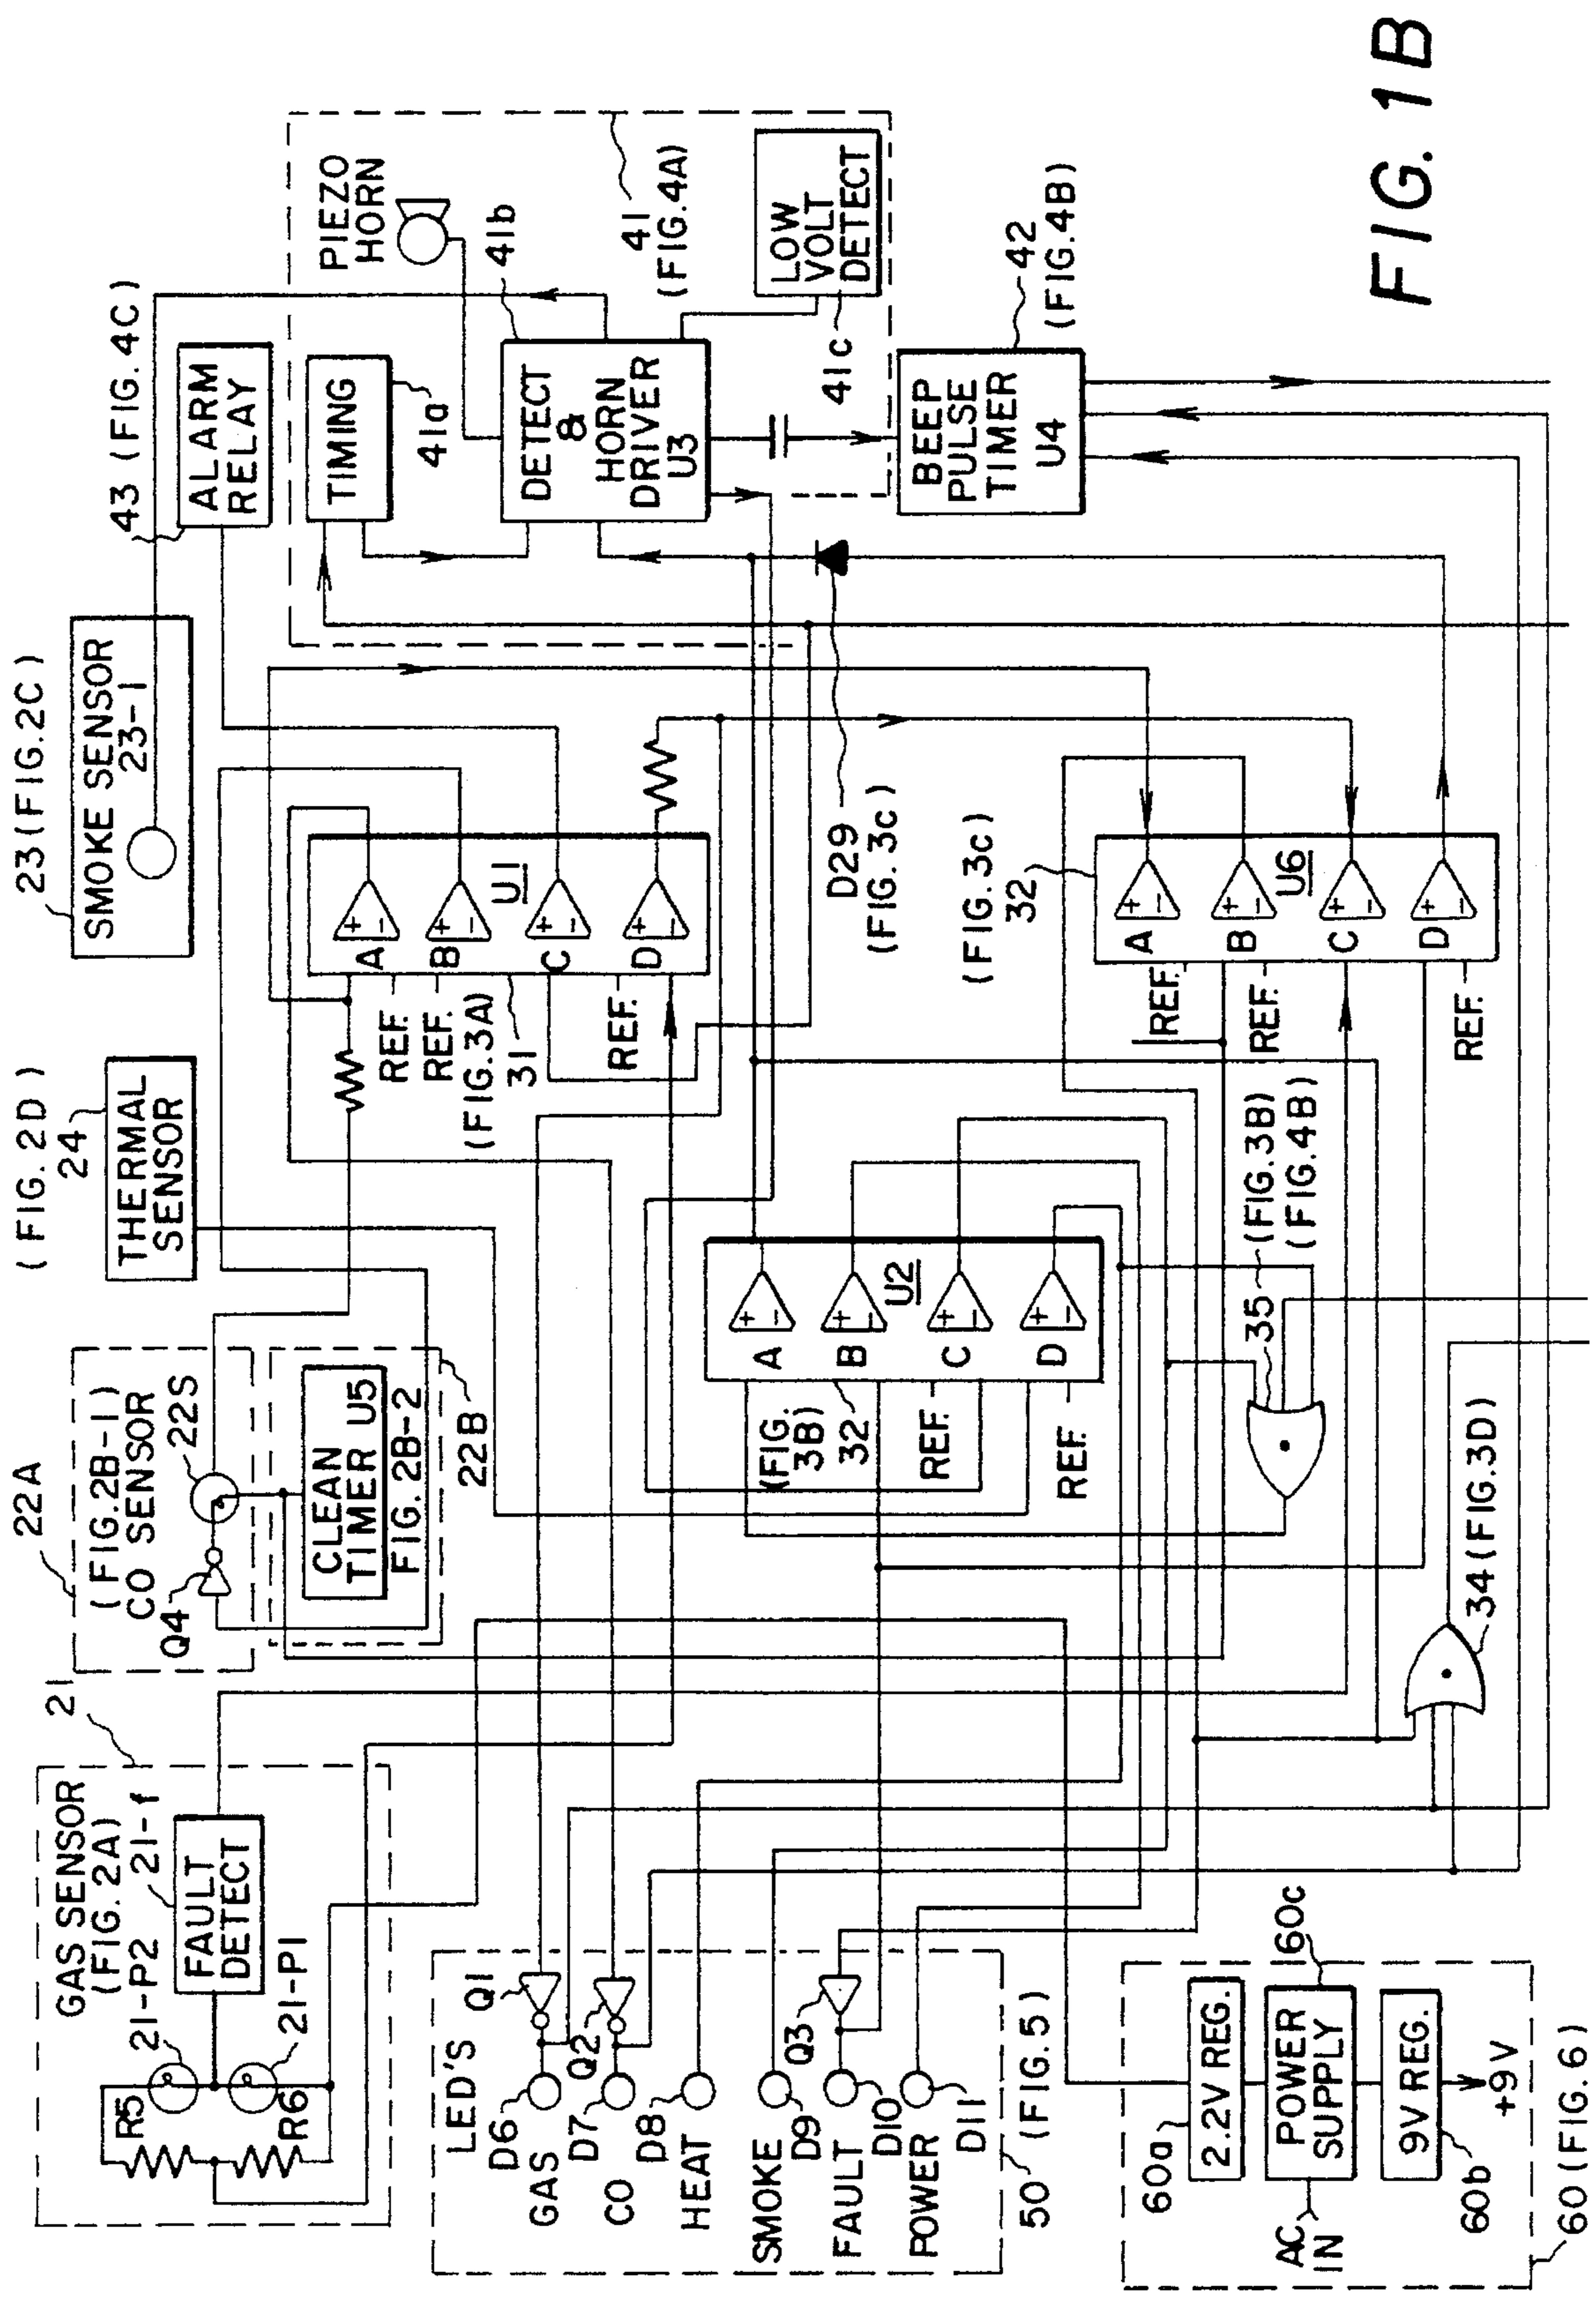 (FIG. 2D)
24
THERMAL
SENSOR
23 (FIG.2C)
SMOKE SENSOR
23-1
43 (FIG. 4C)
ALARM
RELAY
22A
(FIG.2B-1)
CO SENSOR
Q4
22S
CLEAN
TIMER U5
FIG. 2B-2
22B
21
GAS SENSOR
(FIG. 2A)
21-P2
21-f
FAULT
DETECT
21-P1
R5
R6
PIEZO
HORN
TIMING
41a
41b
DETECT
&
HORN
DRIVER
U3
41
(FIG.4A)
LOW
VOLT
DETECT
41c
BEEP
PULSE
TIMER
U4
42
(FIG.4B)
A
B
C
D
+
−
+
−
+
−
+
−
U1
REF.
REF.
(FIG.3A)
31
REF.
D29
(FIG. 3c)
(FIG. 3c)
32
A
B
C
D
+
−
+
−
+
−
+
−
U6
REF.
REF.
REF.
A
B
C
D
+
−
+
−
+
−
+
−
U2
(FIG.
3B)
32
REF.
REF.
35
(FIG.3B)
(FIG.4B)
34 (FIG.3D)
LED'S
Q1
D6
GAS
Q2
D7
CO
D8
HEAT
SMOKE
D9
Q3
FAULT
D10
POWER
D11
50 (FIG. 5)
60a
2.2V REG.
60c
POWER
SUPPLY
AC
IN
9V REG.
60b
+9V
60 (FIG. 6)
FIG. 1B